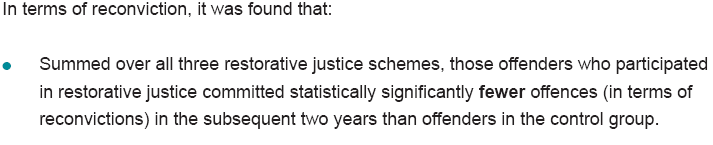 In terms of reconviction, it was found that:
• Summed over all three restorative justice schemes, those offenders who participated
in restorative justice committed statistically significantly fewer offences (in terms of
reconvictions) in the subsequent two years than offenders in the control group.